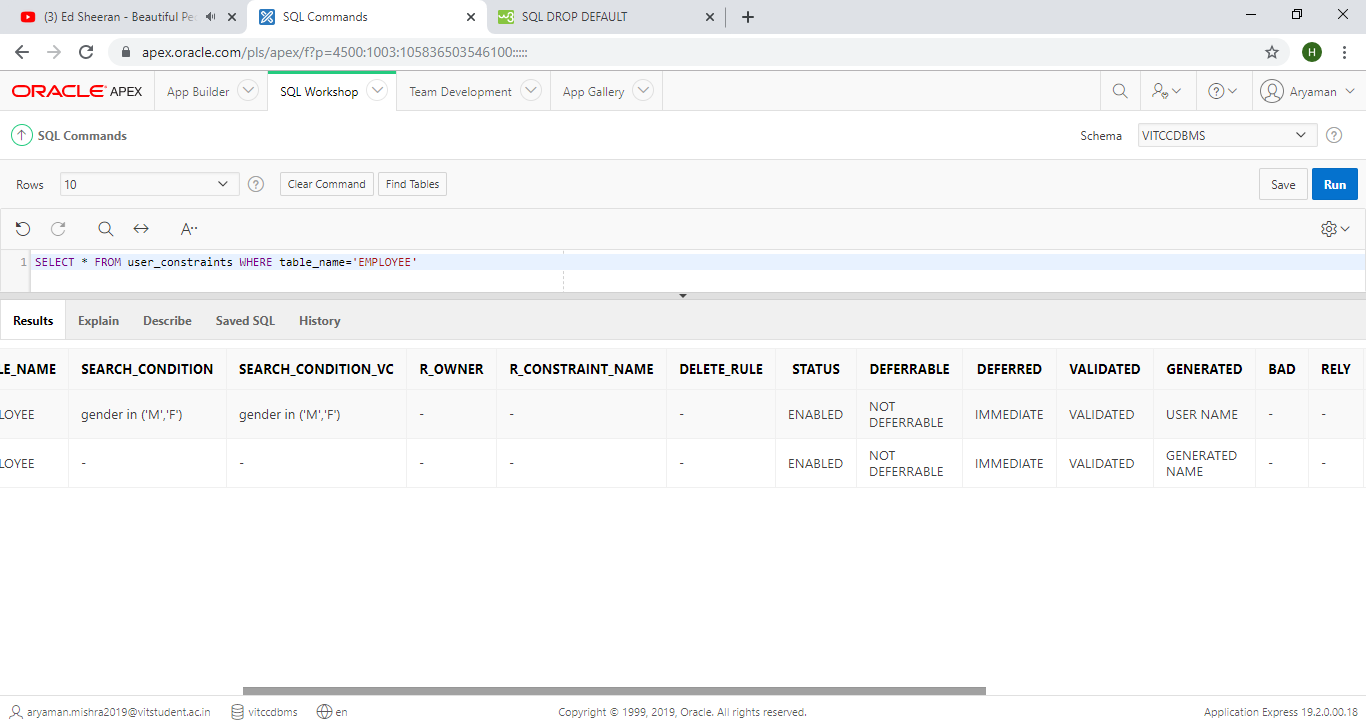 (3) Ed Sheeran - Beautiful Pe
SQL Commands
SQL DROP DEFAULT
apex.oracle.com/pls/apex/f?p=4500:1003:105836503546100:::::
H
ORACLE APEX
App Builder
SQL Workshop
Team Development
App Gallery
Aryaman
SQL Commands
Schema
VITCCDBMS
Rows
10
Clear Command
Find Tables
Save
Run
A··
1 SELECT * FROM user_constraints WHERE table_name='EMPLOYEE'
Results Explain Describe Saved SQL History
LE_NAME SEARCH_CONDITION SEARCH_CONDITION_VC R_OWNER R_CONSTRAINT_NAME DELETE_RULE STATUS DEFERRABLE DEFERRED VALIDATED GENERATED BAD RELY
LOYEE gender in ('M','F') gender in ('M','F') - - - ENABLED NOT DEFERRABLE IMMEDIATE VALIDATED USER NAME - -
LOYEE - - - - - ENABLED NOT DEFERRABLE IMMEDIATE VALIDATED GENERATED NAME - -
aryaman.mishra2019@vitstudent.ac.in vitccdbms en
Copyright © 1999, 2019, Oracle. All rights reserved.
Application Express 19.2.0.00.18